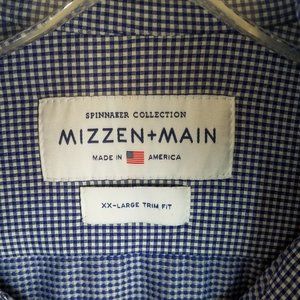 SPINNAKER COLLECTION
MIZZEN+MAIN
MADE IN AMERICA
XX-LARGE TRIM FIT